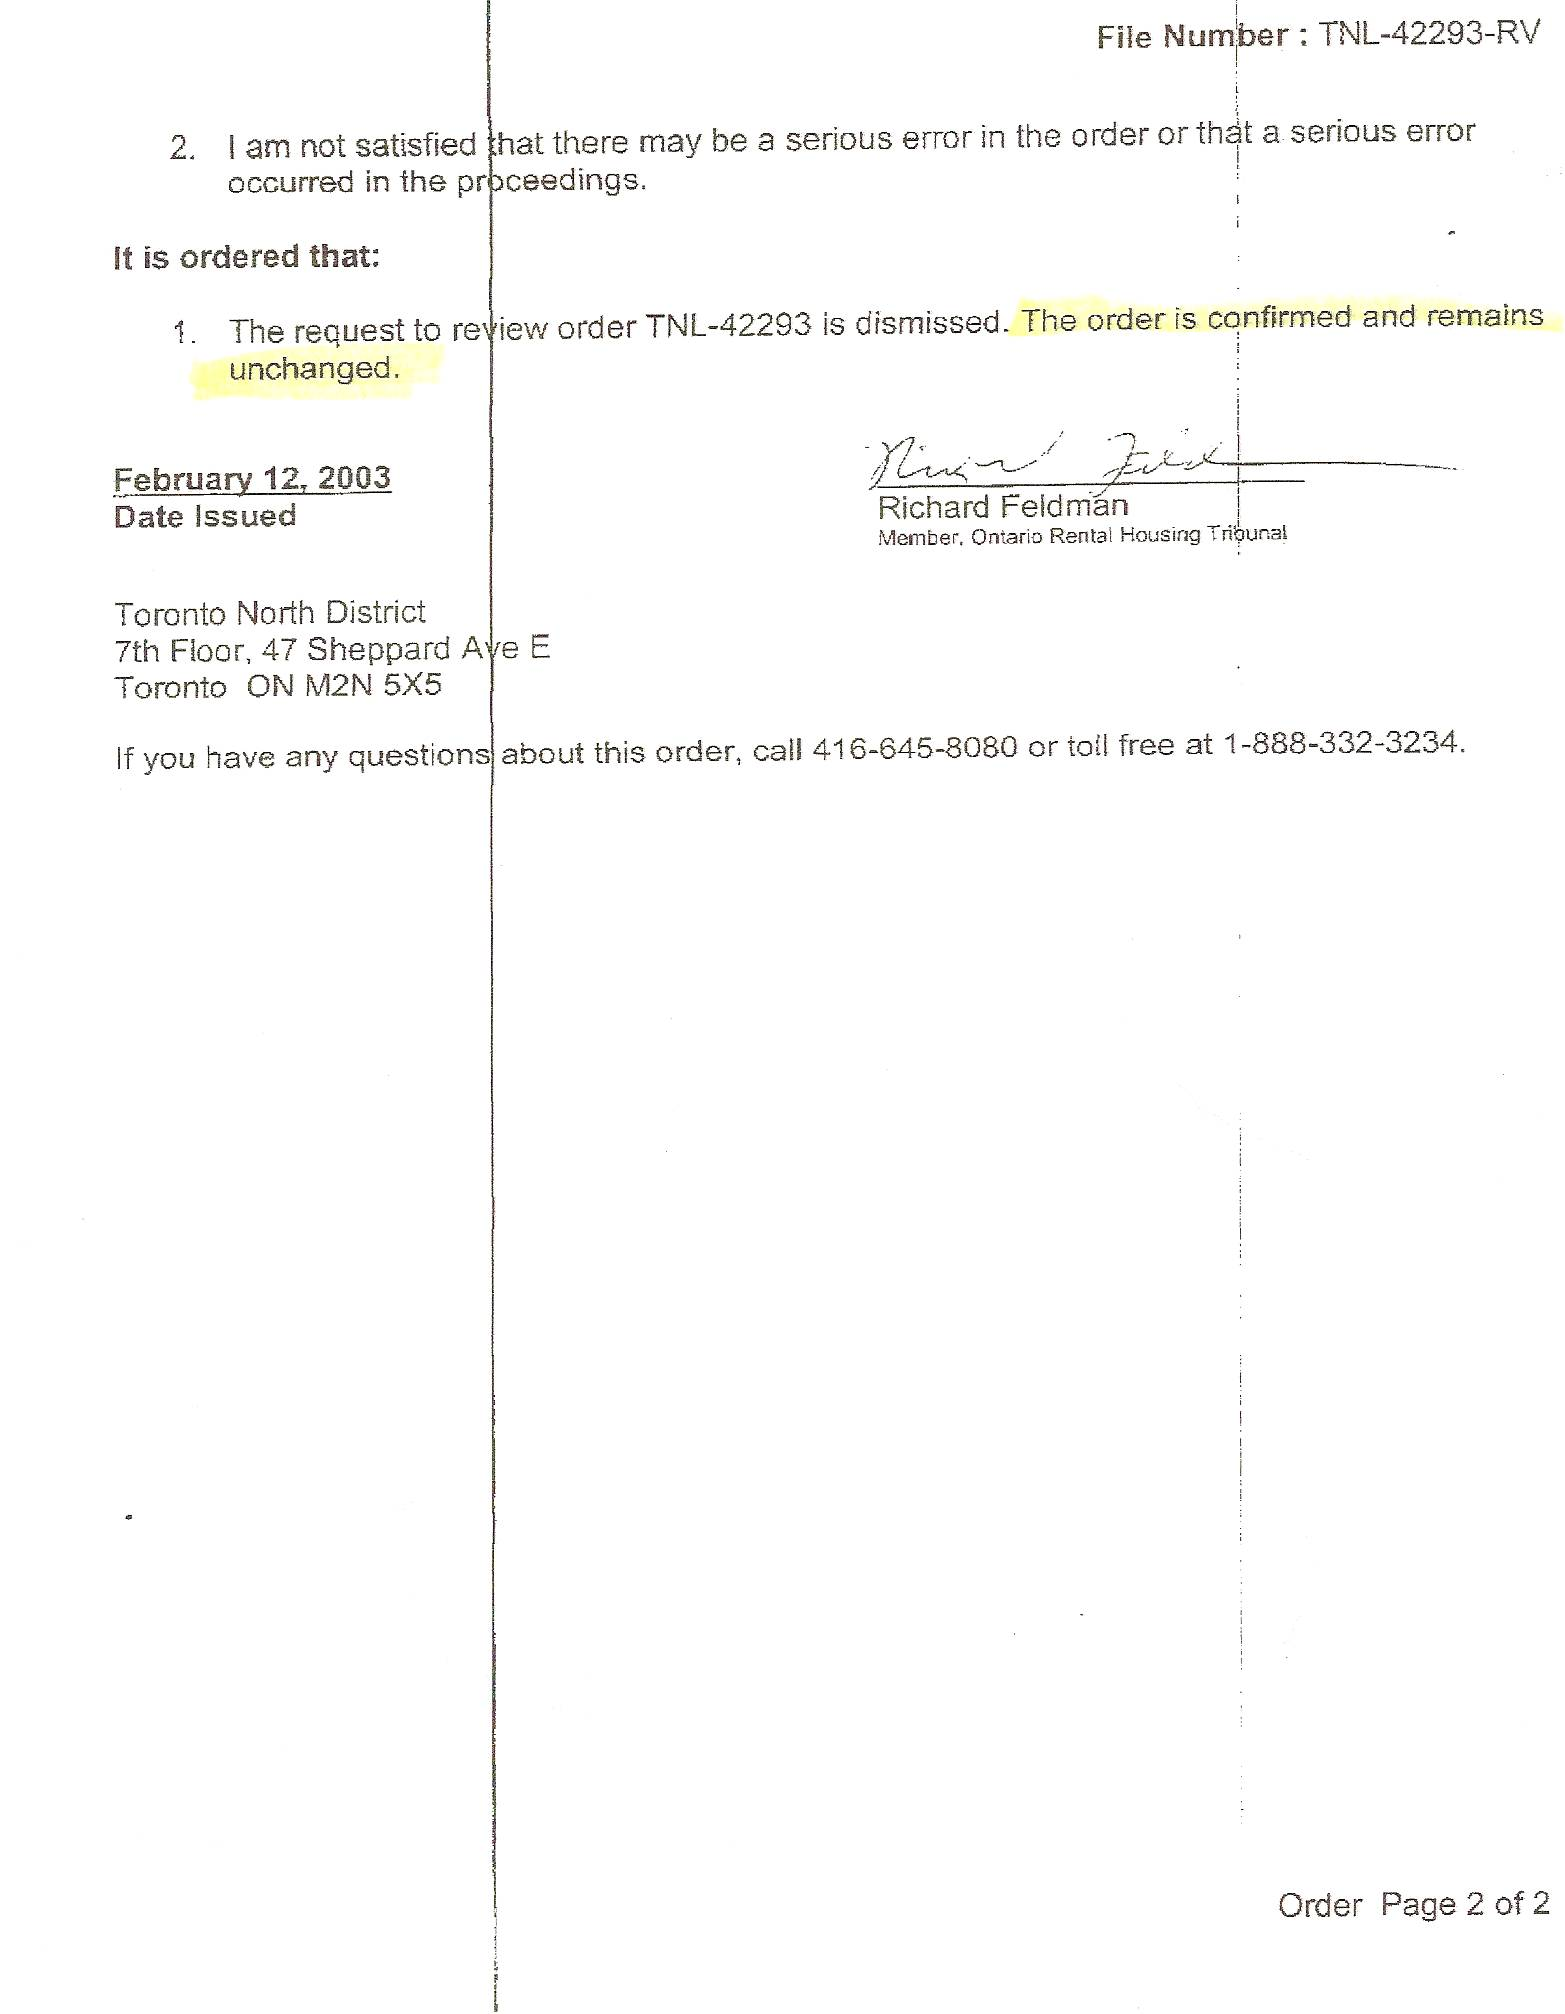 File Number : TNL-42293-RV
2. I am not satisfied that there may be a serious error in the order or that a serious error
occurred in the proceedings.
It is ordered that:
1. The request to review order TNL-42293 is dismissed. The order is confirmed and remains
unchanged.
February 12, 2003
Date Issued
Richard Feldman
Richard Feldman
Member, Ontario Rental Housing Tribunal
Toronto North District
7th Floor, 47 Sheppard Ave E
Toronto ON M2N 5X5
If you have any questions about this order, call 416-645-8080 or toll free at 1-888-332-3234.
Order Page 2 of 2